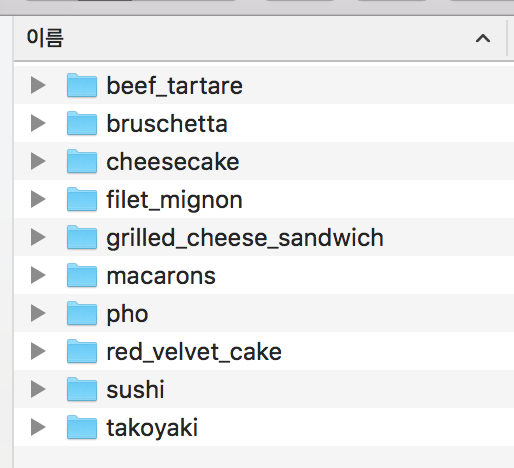 이름
beef_tartare
bruschetta
cheesecake
filet_mignon
grilled_cheese_sandwich
macarons
pho
red_velvet_cake
sushi
takoyaki